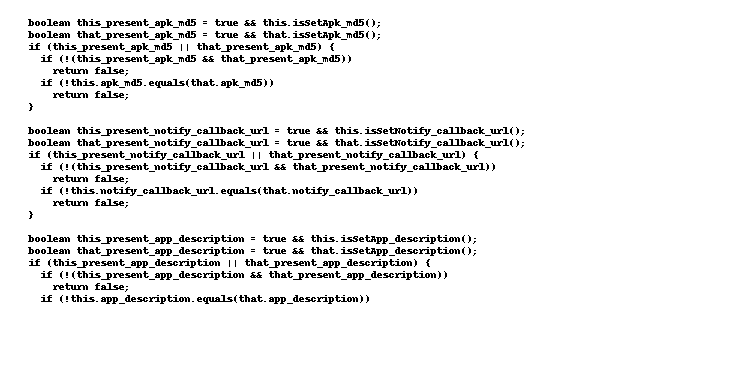 boolean this_present_apk_md5 = true && this.isSetApk_md5();
boolean that_present_apk_md5 = true && that.isSetApk_md5();
if (this_present_apk_md5 || that_present_apk_md5) {
if (!(this_present_apk_md5 && that_present_apk_md5))
return false;
if (!this.apk_md5.equals(that.apk_md5))
return false;
}
boolean this_present_notify_callback_url = true && this.isSetNotify_callback_url();
boolean that_present_notify_callback_url = true && that.isSetNotify_callback_url();
if (this_present_notify_callback_url || that_present_notify_callback_url) {
if (!(this_present_notify_callback_url && that_present_notify_callback_url))
return false;
if (!this.notify_callback_url.equals(that.notify_callback_url))
return false;
}
boolean this_present_app_description = true && this.isSetApp_description();
boolean that_present_app_description = true && that.isSetApp_description();
if (this_present_app_description || that_present_app_description) {
if (!(this_present_app_description && that_present_app_description))
return false;
if (!this.app_description.equals(that.app_description))